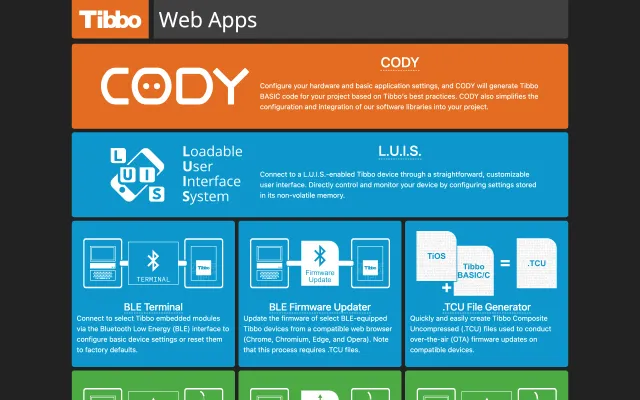 Tibbo Web Apps
CODY
CODY
Configure your hardware and basic application settings, and CODY will generate Tibbo
BASIC code for your project based on Tibbo's best practices. CODY also simplifies the
configuration and integration of our software libraries into your project.
L U I S
Loadable
User
Interface
System
L.U.I.S.
Connect to a L.U.I.S.-enabled Tibbo device through a straightforward, customizable
user interface. Directly control and monitor your device by configuring settings stored
in its non-volatile memory.
TERMINAL
Tibbo
BLE Terminal
Connect to select Tibbo embedded modules
via the Bluetooth Low Energy (BLE) interface to
configure basic device settings or reset them
to factory defaults.
Firmware
Update
Tibbo
BLE Firmware Updater
Update the firmware of select BLE-equipped
Tibbo devices from a compatible web browser
(Chrome, Chromium, Edge, and Opera). Note
that this process requires .TCU files.
TiOS
+
Tibbo
BASIC/C
=
.TCU
.TCU File Generator
Quickly and easily create Tibbo Composite
Uncompressed (.TCU) files used to conduct
over-the-air (OTA) firmware updates on
compatible devices.